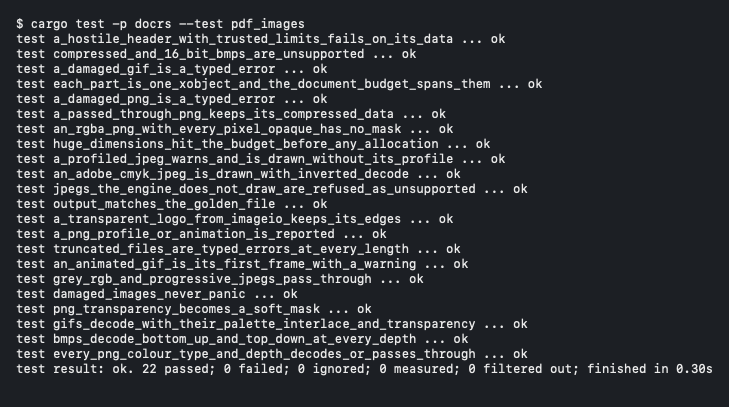 $ cargo test -p docrs --test pdf_images
test a_hostile_header_with_trusted_limits_fails_on_its_data ... ok
test compressed_and_16_bit_bmps_are_unsupported ... ok
test a_damaged_gif_is_a_typed_error ... ok
test each_part_is_one_xobject_and_the_document_budget_spans_them ... ok
test a_damaged_png_is_a_typed_error ... ok
test a_passed_through_png_keeps_its_compressed_data ... ok
test an_rgba_png_with_every_pixel_opaque_has_no_mask ... ok
test huge_dimensions_hit_the_budget_before_any_allocation ... ok
test a_profiled_jpeg_warns_and_is_drawn_without_its_profile ... ok
test an_adobe_cmyk_jpeg_is_drawn_with_inverted_decode ... ok
test jpegs_the_engine_does_not_draw_are_refused_as_unsupported ... ok
test output_matches_the_golden_file ... ok
test a_transparent_logo_from_imageio_keeps_its_edges ... ok
test a_png_profile_or_animation_is_reported ... ok
test truncated_files_are_typed_errors_at_every_length ... ok
test an_animated_gif_is_its_first_frame_with_a_warning ... ok
test grey_rgb_and_progressive_jpegs_pass_through ... ok
test damaged_images_never_panic ... ok
test png_transparency_becomes_a_soft_mask ... ok
test gifs_decode_with_their_palette_interlace_and_transparency ... ok
test bmps_decode_bottom_up_and_top_down_at_every_depth ... ok
test every_png_colour_type_and_depth_decodes_or_passes_through ... ok
test result: ok. 22 passed; 0 failed; 0 ignored; 0 measured; 0 filtered out; finished in 0.30s